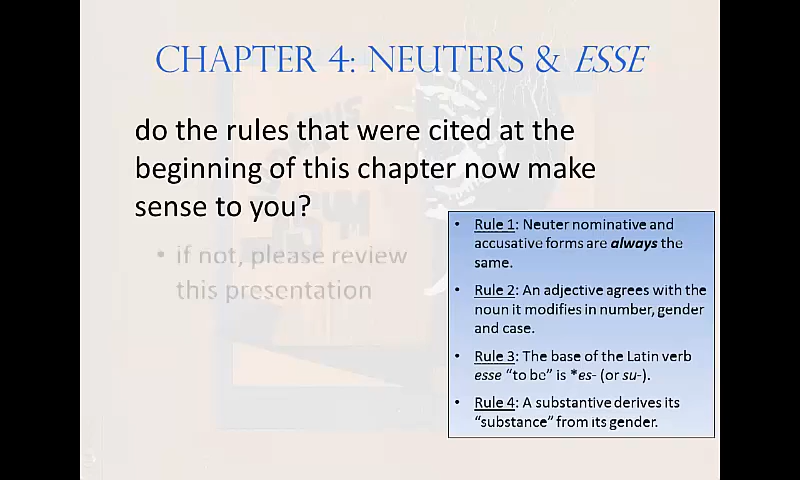 CHAPTER 4: NEUTERS & ESSE
do the rules that were cited at the
beginning of this chapter now make
sense to you?
• if not, please review
this presentation
• Rule 1: Neuter nominative and
accusative forms are always the
same.
• Rule 2: An adjective agrees with the
noun it modifies in number, gender
and case.
• Rule 3: The base of the Latin verb
esse “to be” is *es- (or su-).
• Rule 4: A substantive derives its
“substance” from its gender.